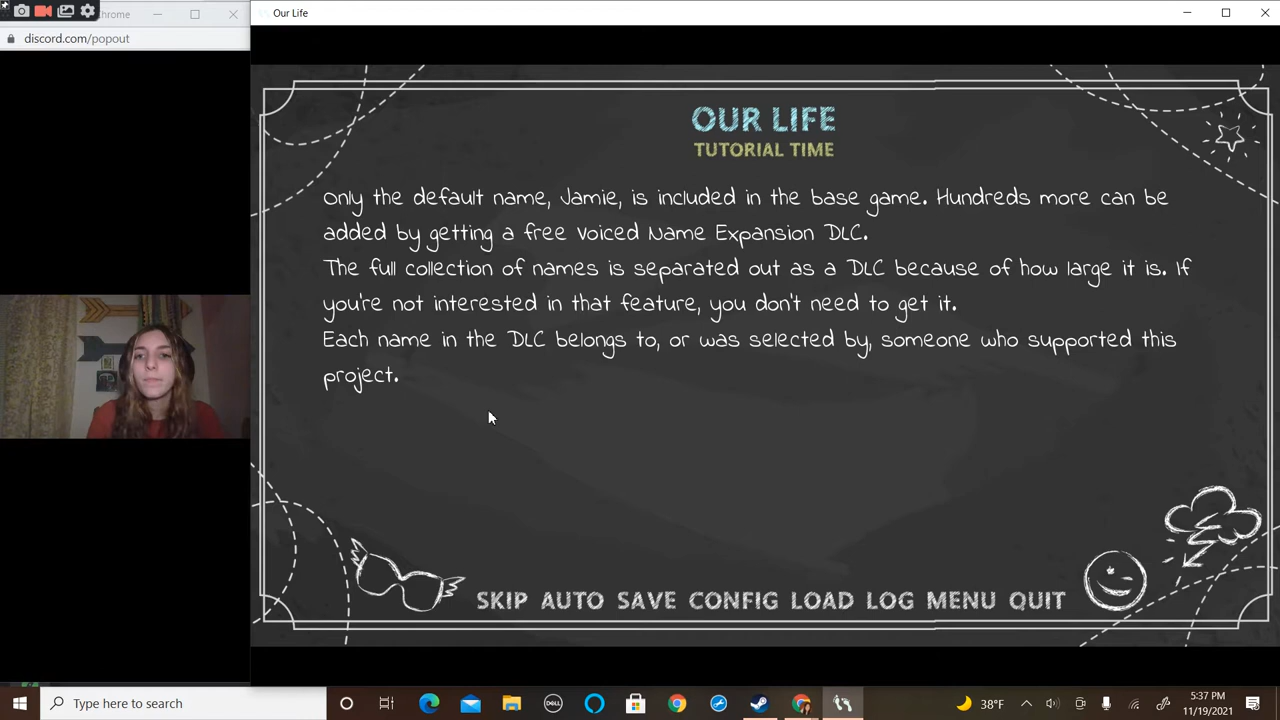 hrome
Our Life
discord.com/popout
OUR LIFE
TUTORIAL TIME
Only the default name, Jamie, is included in the base game. Hundreds more can be
added by getting a free Voiced Name Expansion DLC.
The full collection of names is separated out as a DLC because of how large it is. If
you're not interested in that feature, you don't need to get it.
Each name in the DLC belongs to, or was selected by, someone who supported this
project.
SKIP AUTO SAVE CONFIG LOAD LOG MENU QUIT
Type here to search
DELL
38°F
5:37 PM
11/19/2021